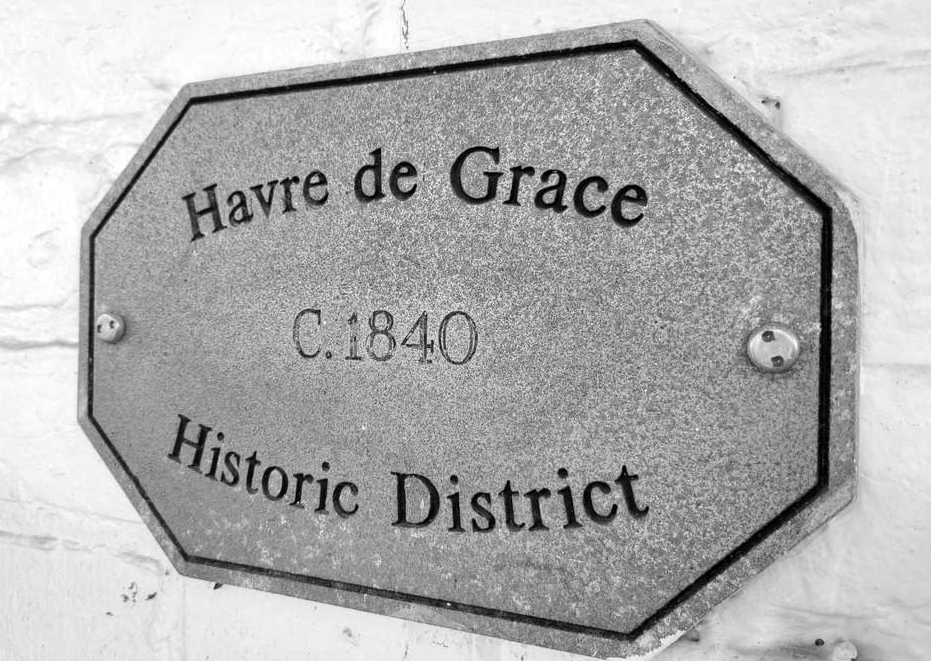 Havre de Grace
C.1840
Historic District